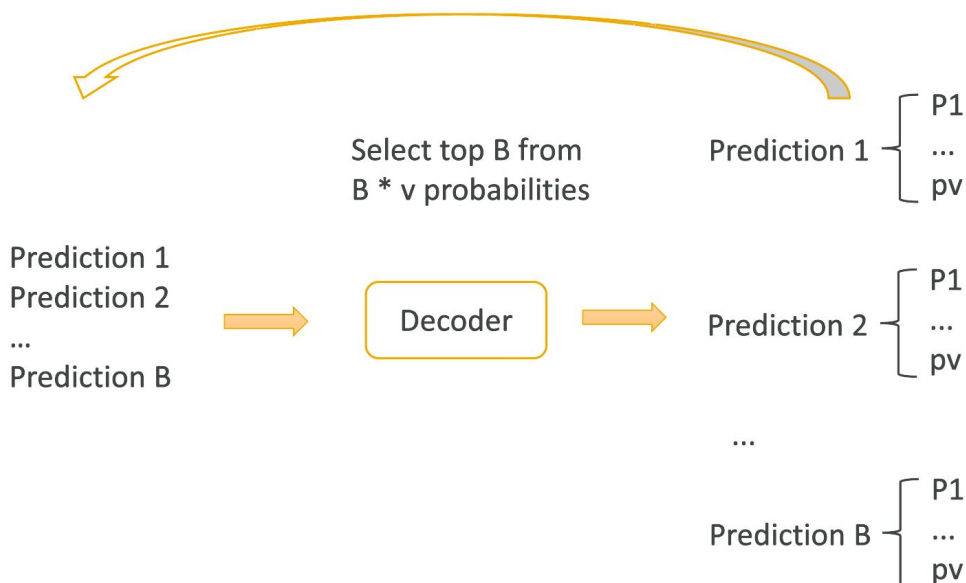 P1
Prediction 1
...
pv
Select top B from
B * v probabilities
Prediction 1
Prediction 2
...
Prediction B
Decoder
P1
Prediction 2
...
pv
...
P1
Prediction B
...
pv